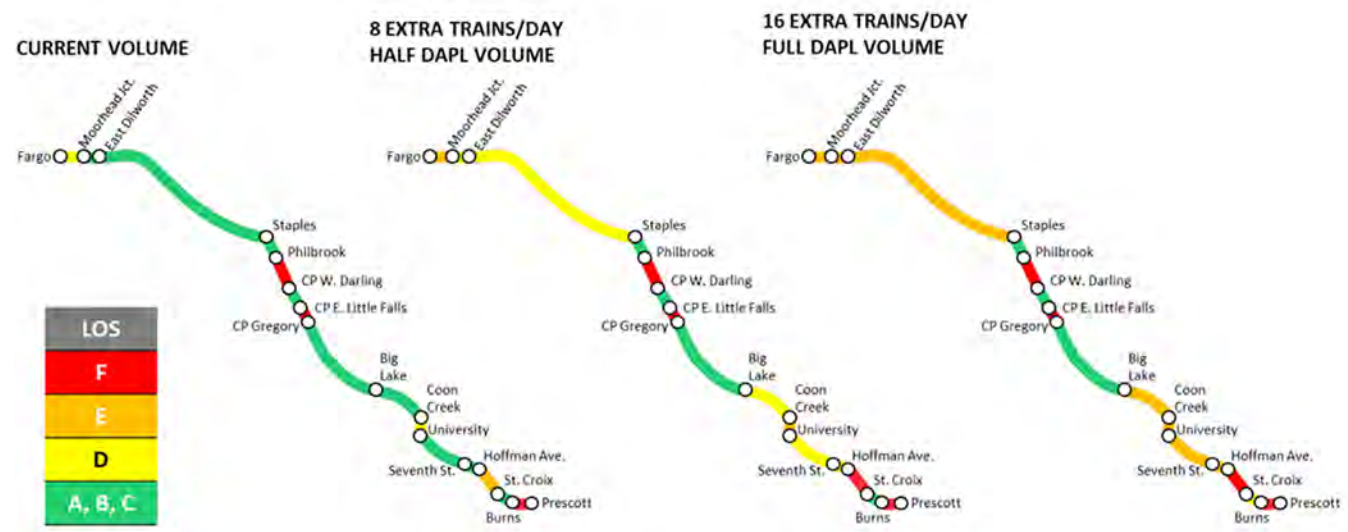 CURRENT VOLUME
Moorhead Jct.
East Dilworth
Fargo
Staples
Philbrook
CP W. Darling
CP E. Little Falls
CP Gregory
Big
Lake
Coon
Creek
University
Seventh St.
Hoffman Ave.
St. Croix
Prescott
Burns
LOS
F
E
D
A, B, C
8 EXTRA TRAINS/DAY
HALF DAPL VOLUME
Moorhead Jct.
East Dilworth
Fargo
Staples
Philbrook
CP W. Darling
CP E. Little Falls
CP Gregory
Big
Lake
Coon
Creek
University
Seventh St.
Hoffman Ave.
St. Croix
Prescott
Burns
16 EXTRA TRAINS/DAY
FULL DAPL VOLUME
Moorhead Jct.
East Dilworth
Fargo
Staples
Philbrook
CP W. Darling
CP E. Little Falls
CP Gregory
Big
Lake
Coon
Creek
University
Seventh St.
Hoffman Ave.
St. Croix
Prescott
Burns